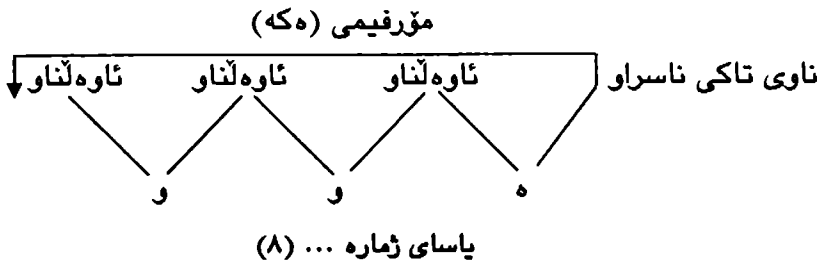 مۆرفیمی (ەکە)
ناوی تاکی ناسراو ئاوەڵناو ئاوەڵناو ئاوەڵناو
ە و و
یاسای ژمارە ... (٨)